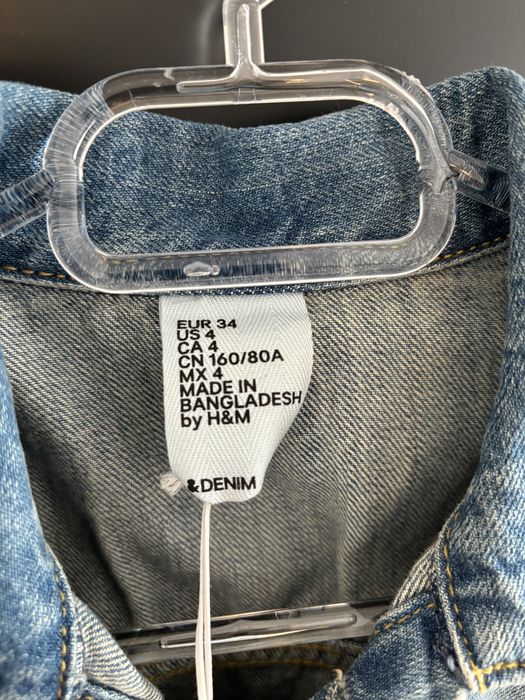 EUR 34
US 4
CA 4
CN 160/80A
MX 4
MADE IN
BANGLADESH
by H&M
&DENIM